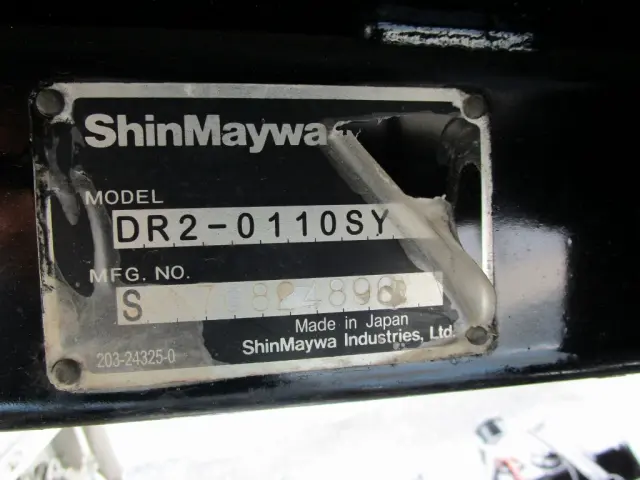 ShinMaywa
MODEL
DR2-0110SY
MFG. NO.
S
Made in Japan
203-24325-0
ShinMaywa Industries, Ltd.